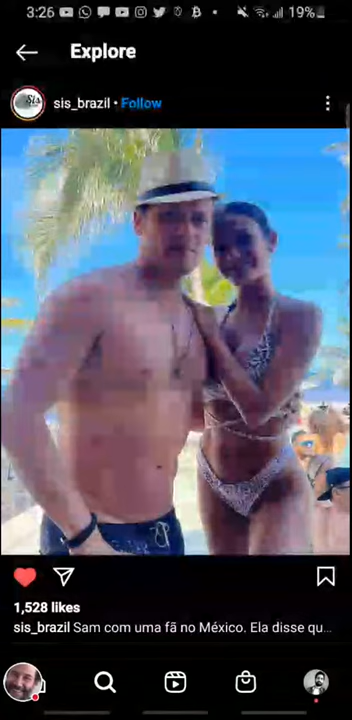 3:26 19%
Explore
Sis
sis_brazil • Follow
1,528 likes
sis_brazil Sam com uma fã no México. Ela disse qu...